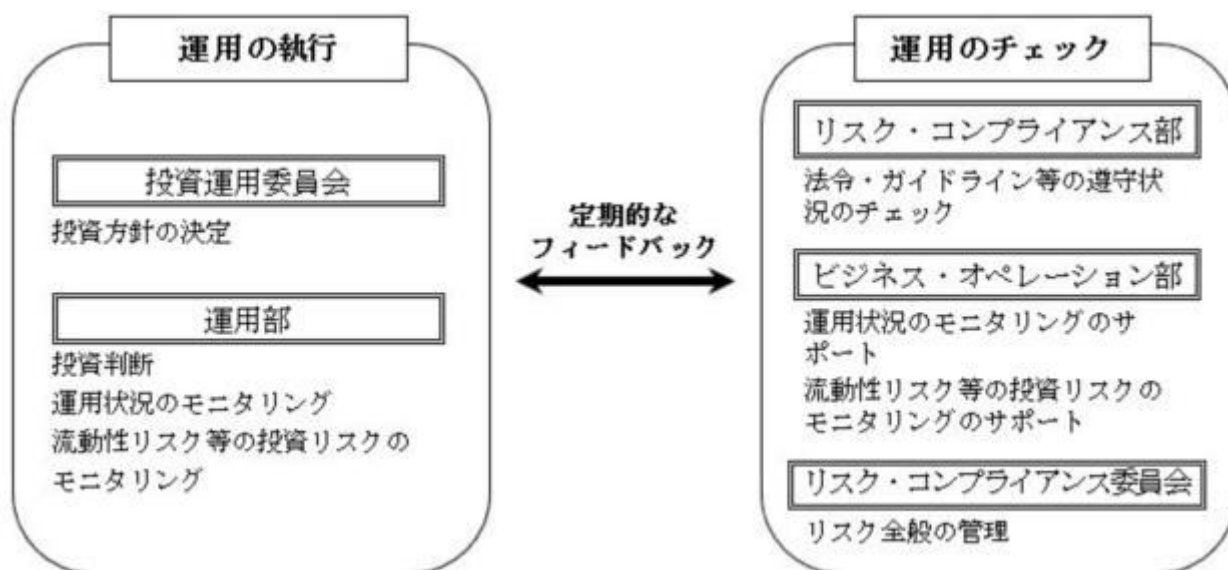 運用の執行
投資運用委員会
投資方針の決定
運用部
投資判断
運用状況のモニタリング
流動性リスク等の投資リスクの
モニタリング
定期的な
フィードバック
運用のチェック
リスク・コンプライアンス部
法令・ガイドライン等の遵守状
況のチェック
ビジネス・オペレーション部
運用状況のモニタリングのサ
ポート
流動性リスク等の投資リスクの
モニタリングのサポート
リスク・コンプライアンス委員会
リスク全般の管理